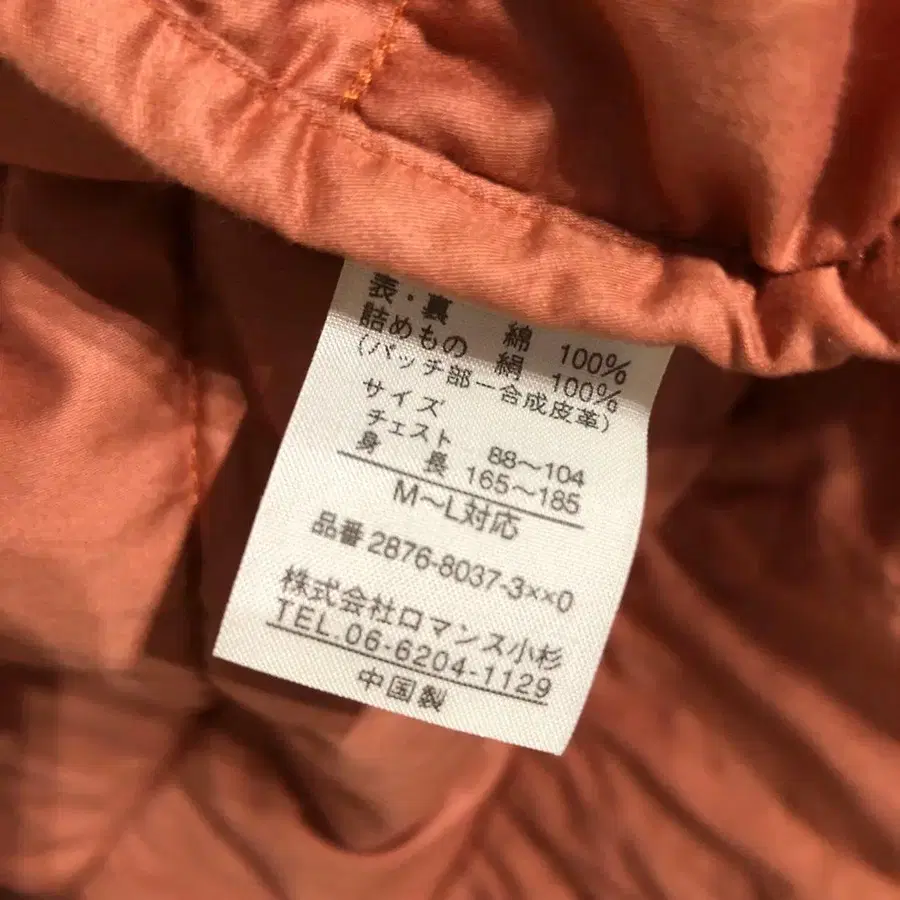 表・裏 綿 100%
詰めもの 絹 100%
(パッチ部一合成皮革)
サイズ
チェスト 88～104
身長 165～185
M～L対応
品番 2876-8037-3××0
株式会社ロマンス小杉
TEL.06-6204-1129
中国製